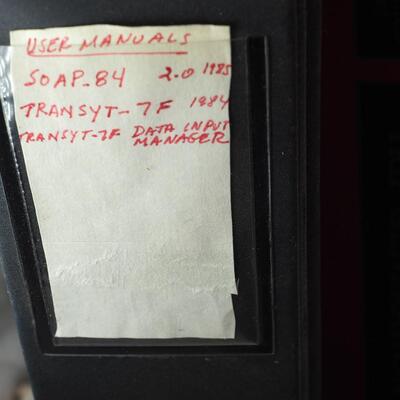 USER MANUALS
SOAP-84 2.0 1985
TRANSYT-7F 1984
TRANSYT-7F DATA INPUT
MANAGER